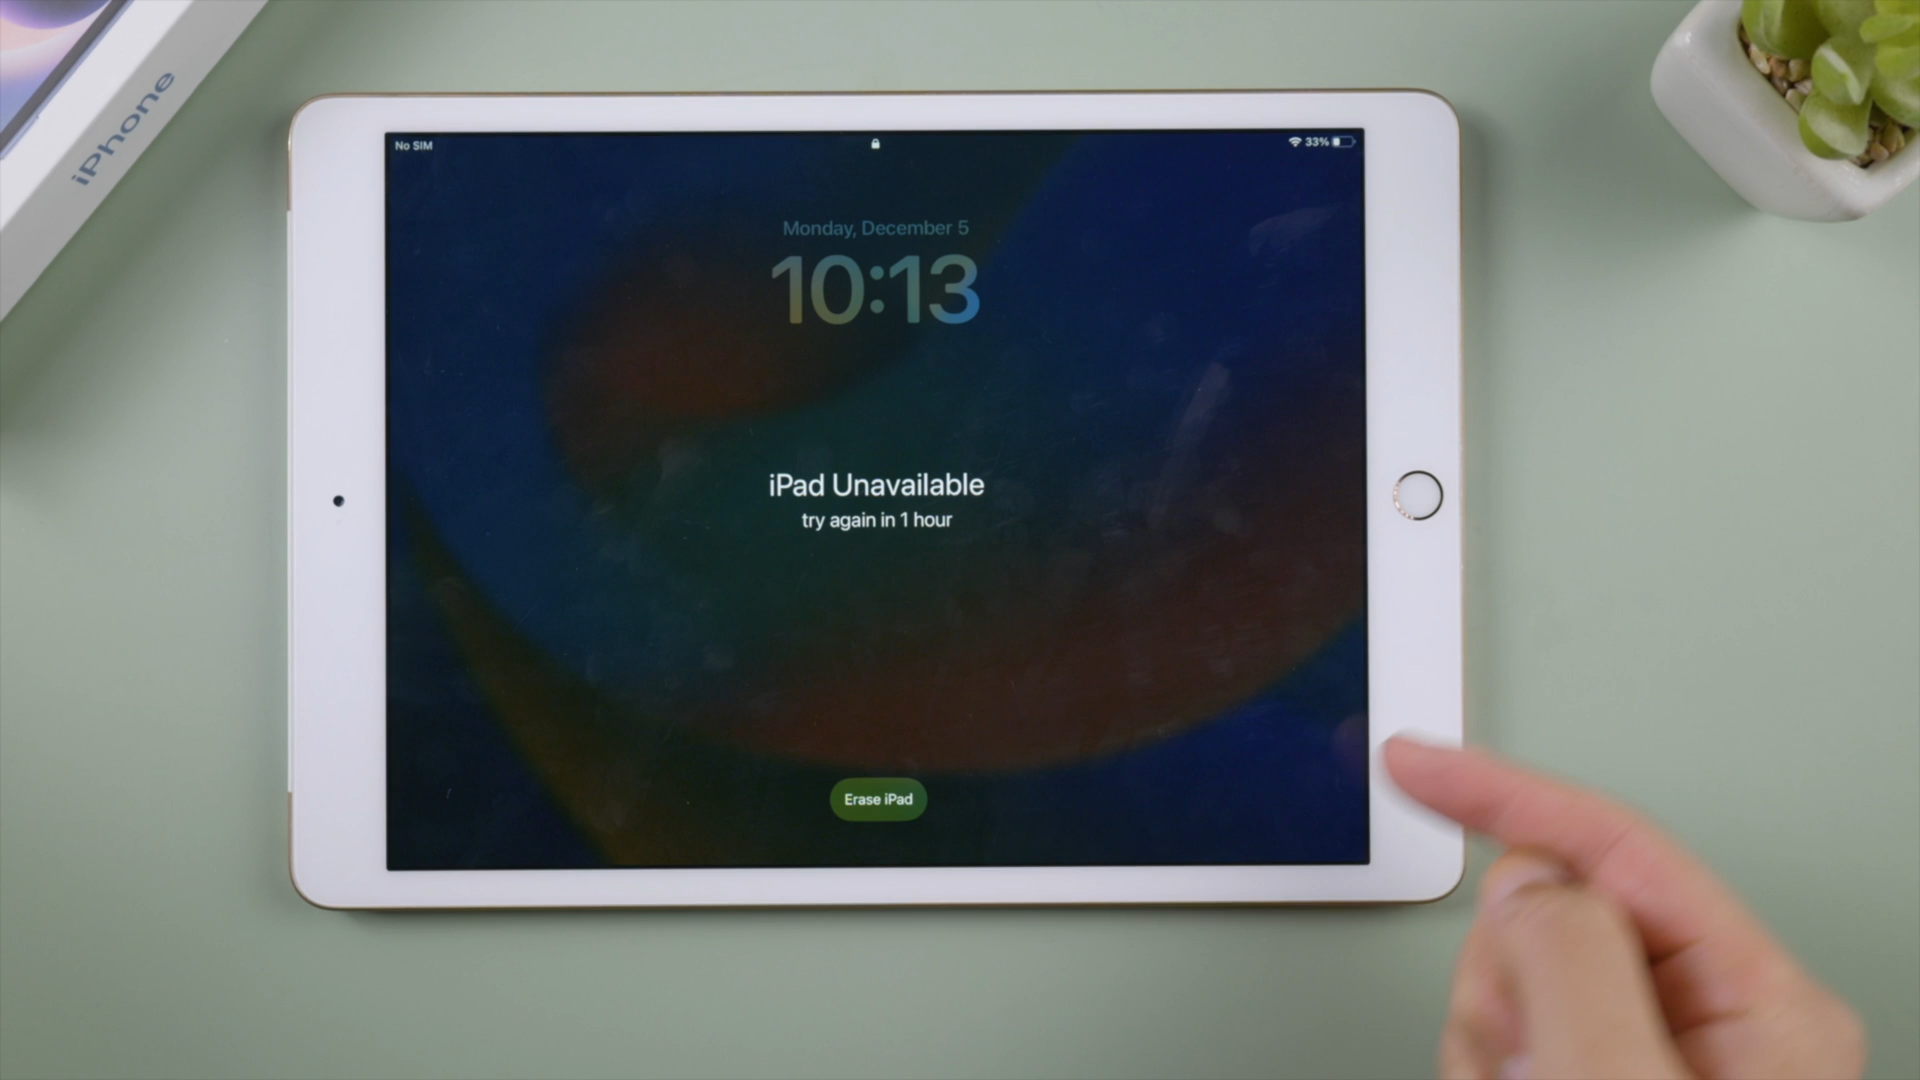 iPhone
No SIM
33%
Monday, December 5
10:13
iPad Unavailable
try again in 1 hour
Erase iPad